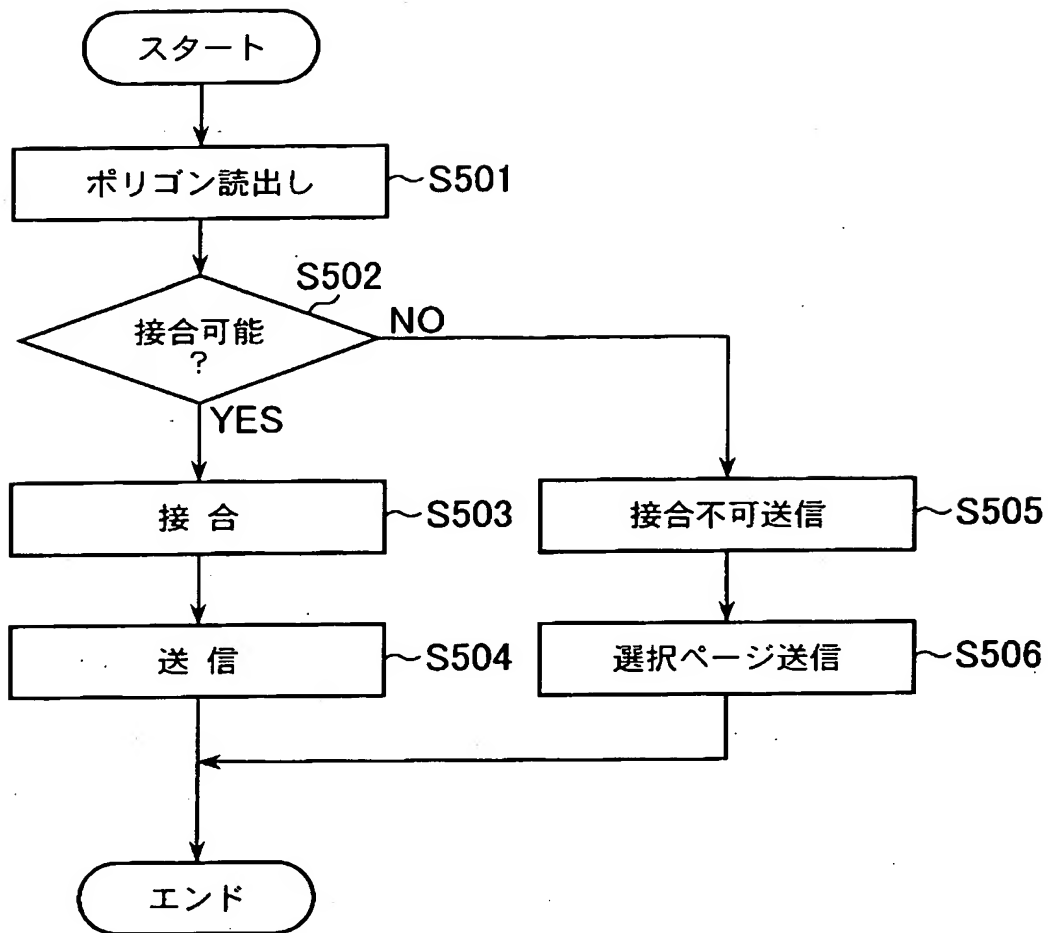 スタート
ポリゴン読出し
S501
S502
接合可能
?
NO
YES
接 合
S503
接合不可送信
S505
送 信
S504
選択ページ送信
S506
エンド